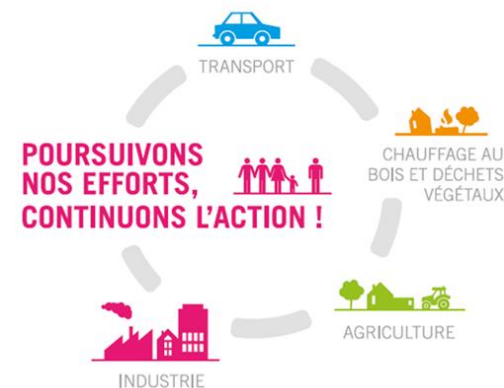 TRANSPORT
POURSUIVONS
NOS EFFORTS,
CONTINUONS L'ACTION !
CHAUFFAGE AU
BOIS ET DÉCHETS
VÉGÉTAUX
AGRICULTURE
INDUSTRIE